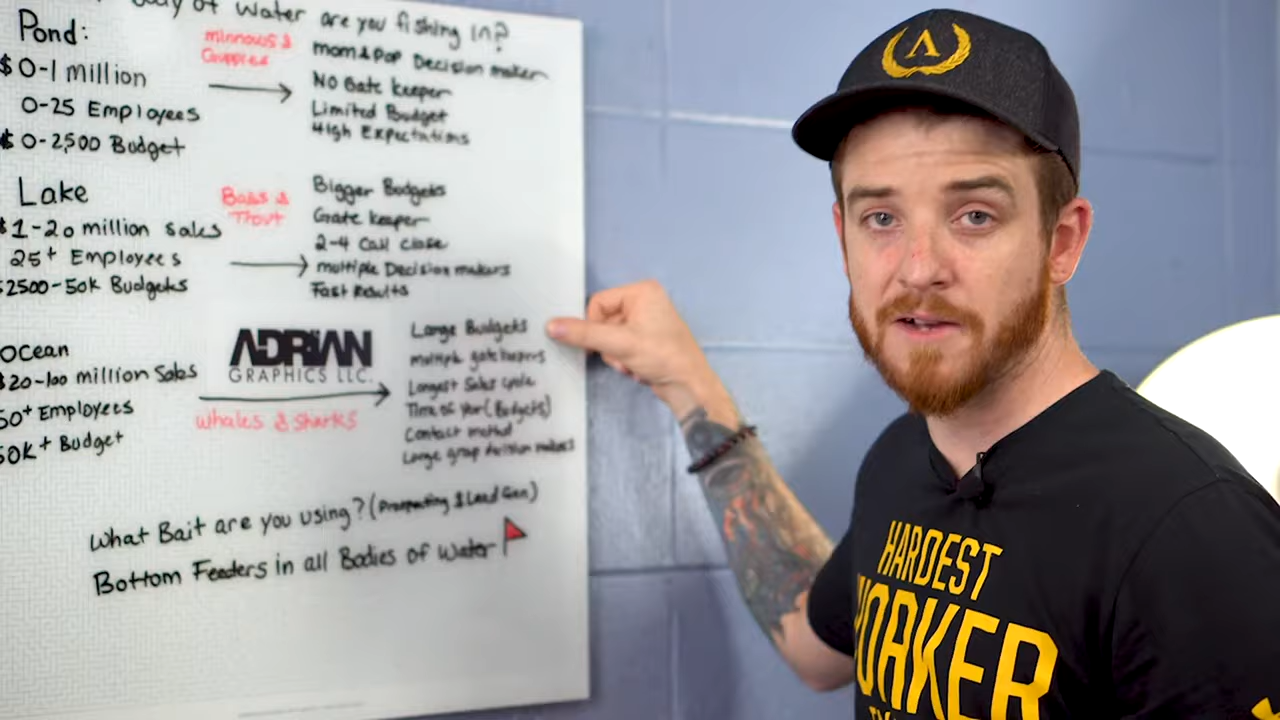 Body of Water are you fishing in?
Pond:
$0-1 million
0-25 Employees
$0-2,500 Budget
minnows &
Guppies
mom & Pop Decision maker
No Gate keeper
Limited Budget
High Expectations
Lake
$1-20 million sales
25+ Employees
$2500-50k Budgets
Bass &
Trout
Bigger Budgets
Gate keeper
2-4 Call close
multiple Decision makers
Fast Results
Ocean
$20-100 million Sales
50+ Employees
50K+ Budget
ADRIAN
GRAPHICS LLC.
whales & sharks
Large Budgets
multiple gate keepers
Longest Sales cycle
Time of year (Budgets)
Contact method
Large group decision makers
What Bait are you using? (Prospecting & Lead Gen)
Bottom Feeders in all Bodies of Water
HARDEST
WORKER